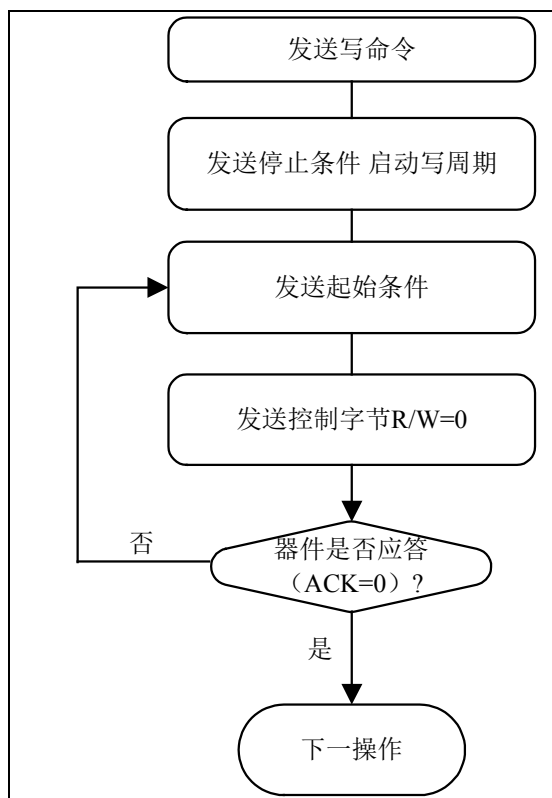 发送写命令
发送停止条件 启动写周期
发送起始条件
发送控制字节R/W=0
否
器件是否应答
（ACK=0）?
是
下一操作